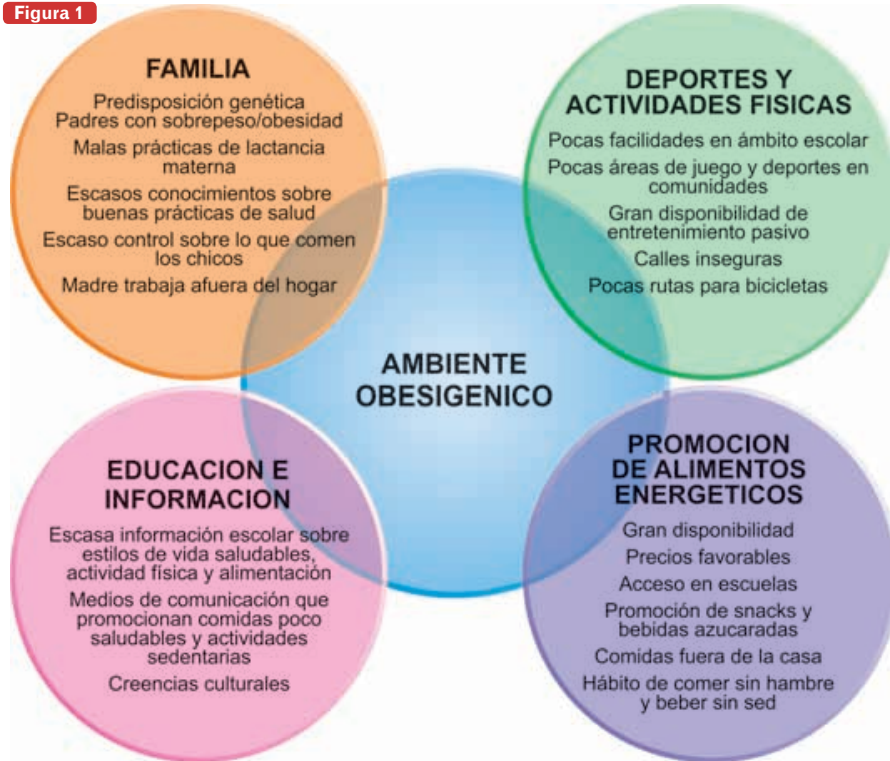 Figura 1
FAMILIA
Predisposición genética
Padres con sobrepeso/obesidad
Malas prácticas de lactancia
materna
Escasos conocimientos sobre
buenas prácticas de salud
Escaso control sobre lo que comen
los chicos
Madre trabaja afuera del hogar
DEPORTES Y
ACTIVIDADES FISICAS
Pocas facilidades en ámbito escolar
Pocas áreas de juego y deportes en
comunidades
Gran disponibilidad de
entretenimiento pasivo
Calles inseguras
Pocas rutas para bicicletas
AMBIENTE
OBESIGENICO
EDUCACION E
INFORMACION
Escasa información escolar sobre
estilos de vida saludables,
actividad física y alimentación
Medios de comunicación que
promocionan comidas poco
saludables y actividades
sedentarias
Creencias culturales
PROMOCION
DE ALIMENTOS
ENERGETICOS
Gran disponibilidad
Precios favorables
Acceso en escuelas
Promoción de snacks y
bebidas azucaradas
Comidas fuera de la casa
Hábito de comer sin hambre
y beber sin sed